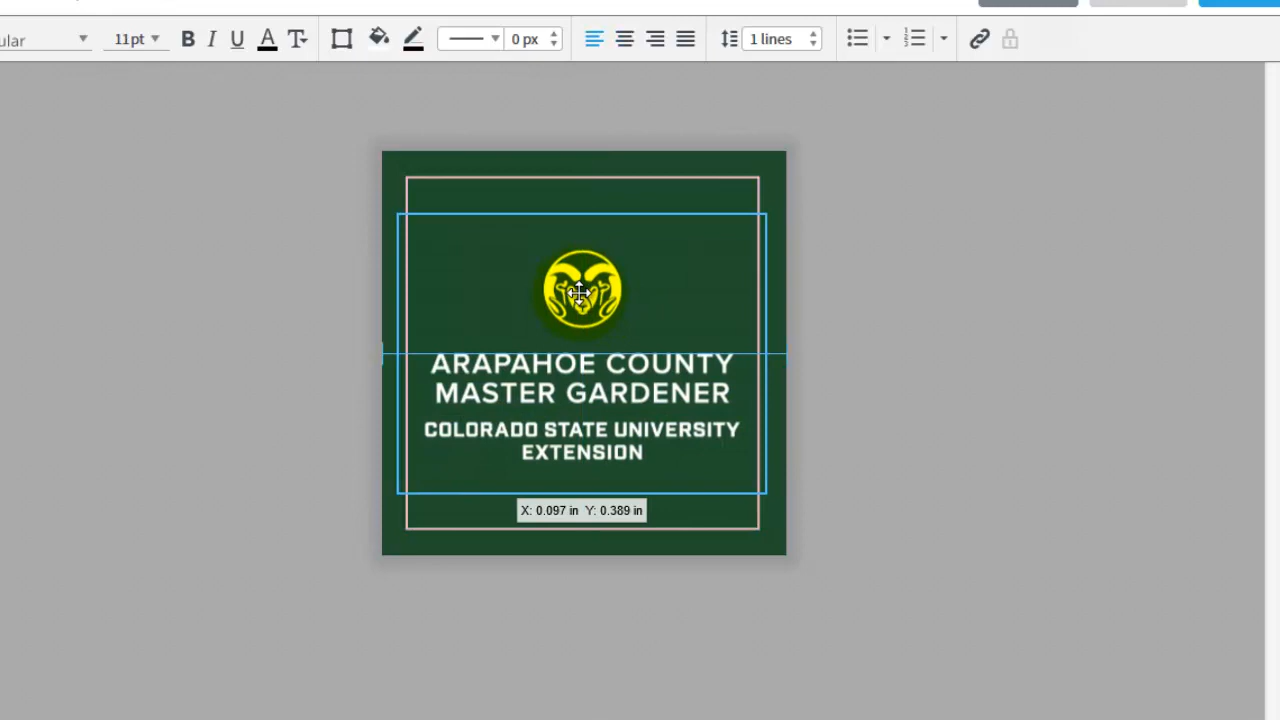 ular 11pt B I U A T 0 px 1 lines
ARAPAHOE COUNTY
MASTER GARDENER
COLORADO STATE UNIVERSITY
EXTENSION
X: 0.097 in Y: 0.389 in